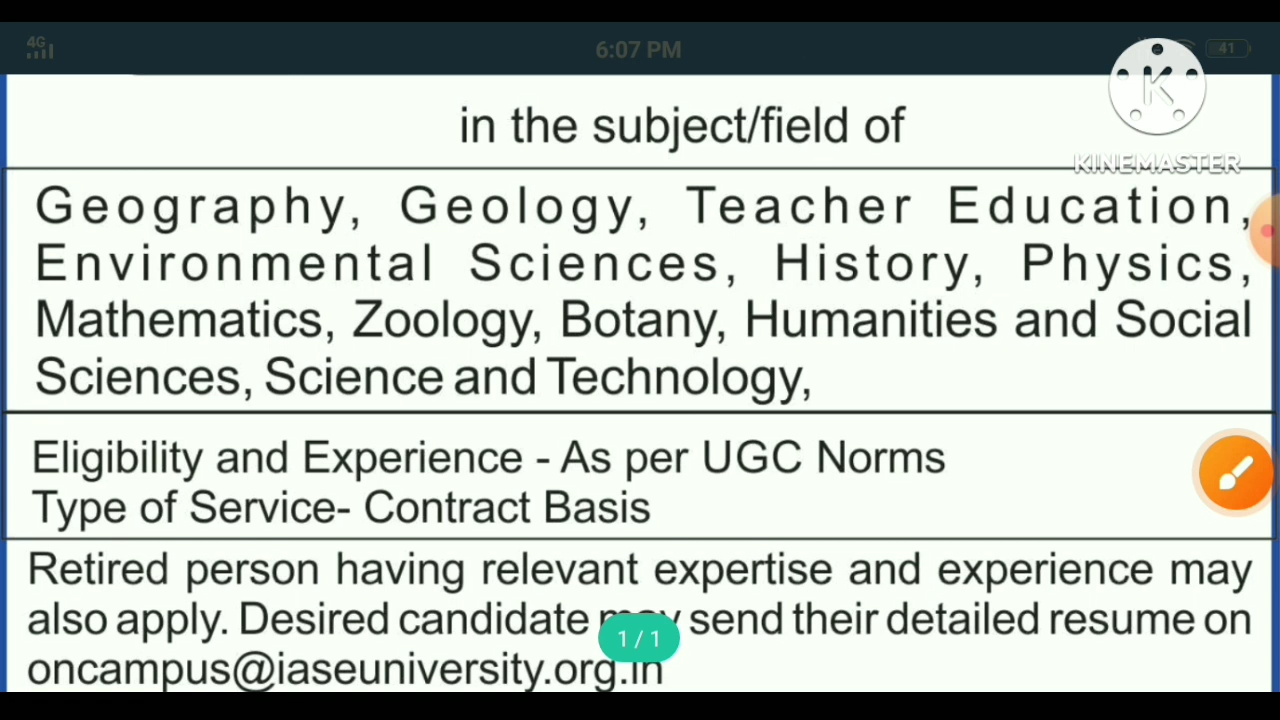 4G
6:07 PM
41
K
KINEMASTER
in the subject/field of
Geography, Geology, Teacher Education,
Environmental Sciences, History, Physics,
Mathematics, Zoology, Botany, Humanities and Social
Sciences, Science and Technology,
Eligibility and Experience - As per UGC Norms
Type of Service- Contract Basis
Retired person having relevant expertise and experience may
also apply. Desired candidate may send their detailed resume on
1 / 1
oncampus@iaseuniversity.org.in